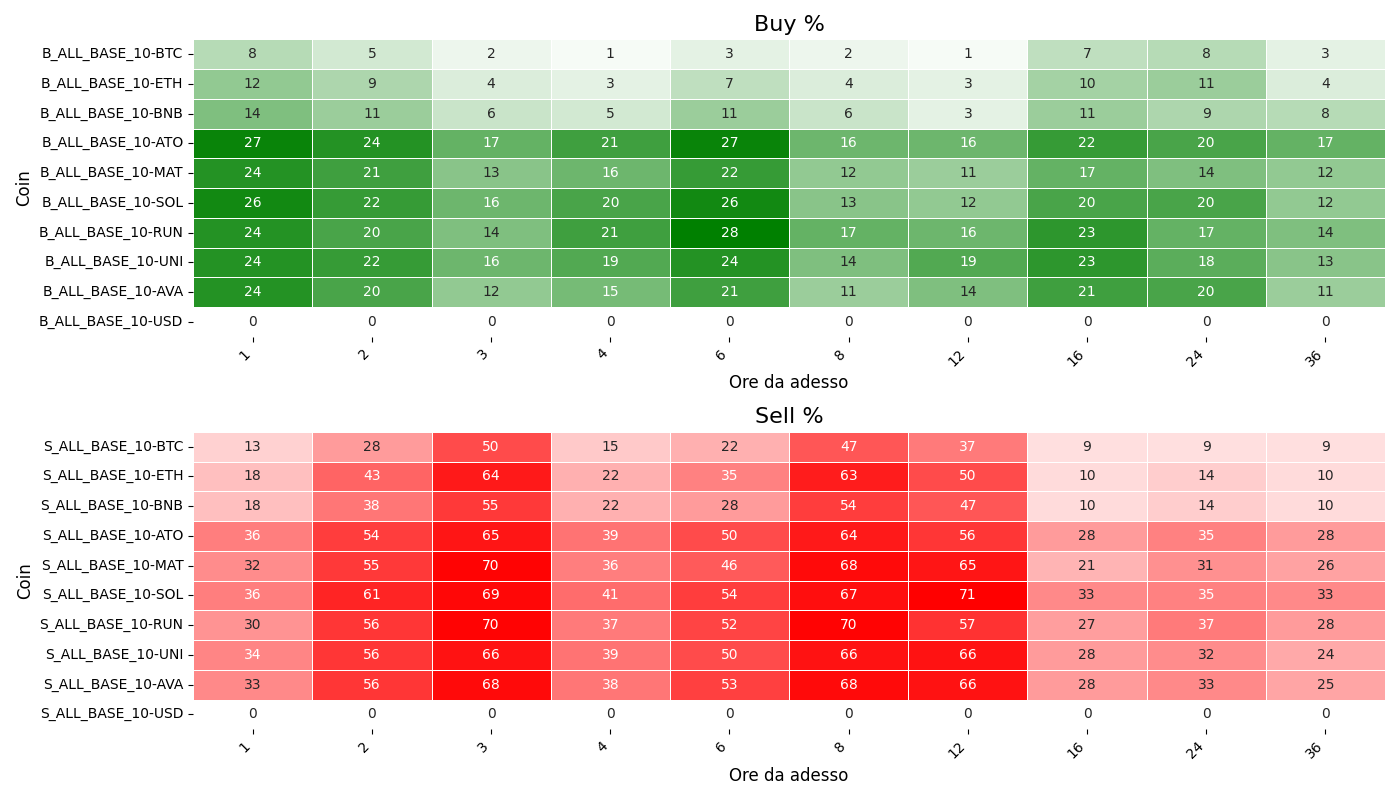 Buy %
Coin
B_ALL_BASE_10-BTC 8 5 2 1 3 2 1 7 8 3
B_ALL_BASE_10-ETH 12 9 4 3 7 4 3 10 11 4
B_ALL_BASE_10-BNB 14 11 6 5 11 6 3 11 9 8
B_ALL_BASE_10-ATO 27 24 17 21 27 16 16 22 20 17
B_ALL_BASE_10-MAT 24 21 13 16 22 12 11 17 14 12
B_ALL_BASE_10-SOL 26 22 16 20 26 13 12 20 20 12
B_ALL_BASE_10-RUN 24 20 14 21 28 17 16 23 17 14
B_ALL_BASE_10-UNI 24 22 16 19 24 14 19 23 18 13
B_ALL_BASE_10-AVA 24 20 12 15 21 11 14 21 20 11
B_ALL_BASE_10-USD 0 0 0 0 0 0 0 0 0 0
1 2 3 4 6 8 12 16 24 36
Ore da adesso
Sell %
Coin
S_ALL_BASE_10-BTC 13 28 50 15 22 47 37 9 9 9
S_ALL_BASE_10-ETH 18 43 64 22 35 63 50 10 14 10
S_ALL_BASE_10-BNB 18 38 55 22 28 54 47 10 14 10
S_ALL_BASE_10-ATO 36 54 65 39 50 64 56 28 35 28
S_ALL_BASE_10-MAT 32 55 70 36 46 68 65 21 31 26
S_ALL_BASE_10-SOL 36 61 69 41 54 67 71 33 35 33
S_ALL_BASE_10-RUN 30 56 70 37 52 70 57 27 37 28
S_ALL_BASE_10-UNI 34 56 66 39 50 66 66 28 32 24
S_ALL_BASE_10-AVA 33 56 68 38 53 68 66 28 33 25
S_ALL_BASE_10-USD 0 0 0 0 0 0 0 0 0 0
1 2 3 4 6 8 12 16 24 36
Ore da adesso